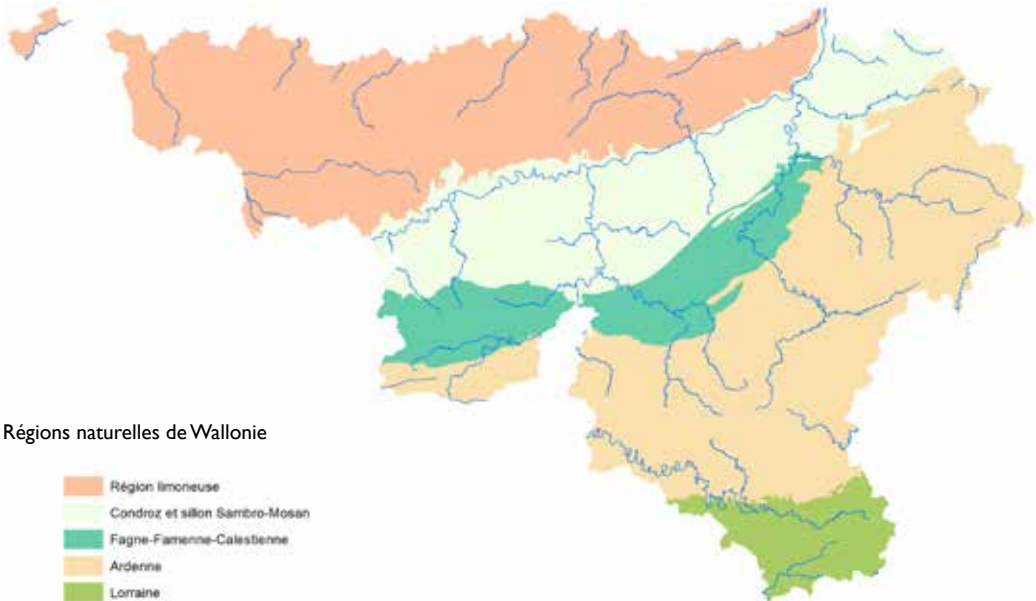 Régions naturelles de Wallonie
Région limoneuse
Condroz et sillon Sambro-Mosan
Fagne-Famenne-Calestienne
Ardenne
Lorraine